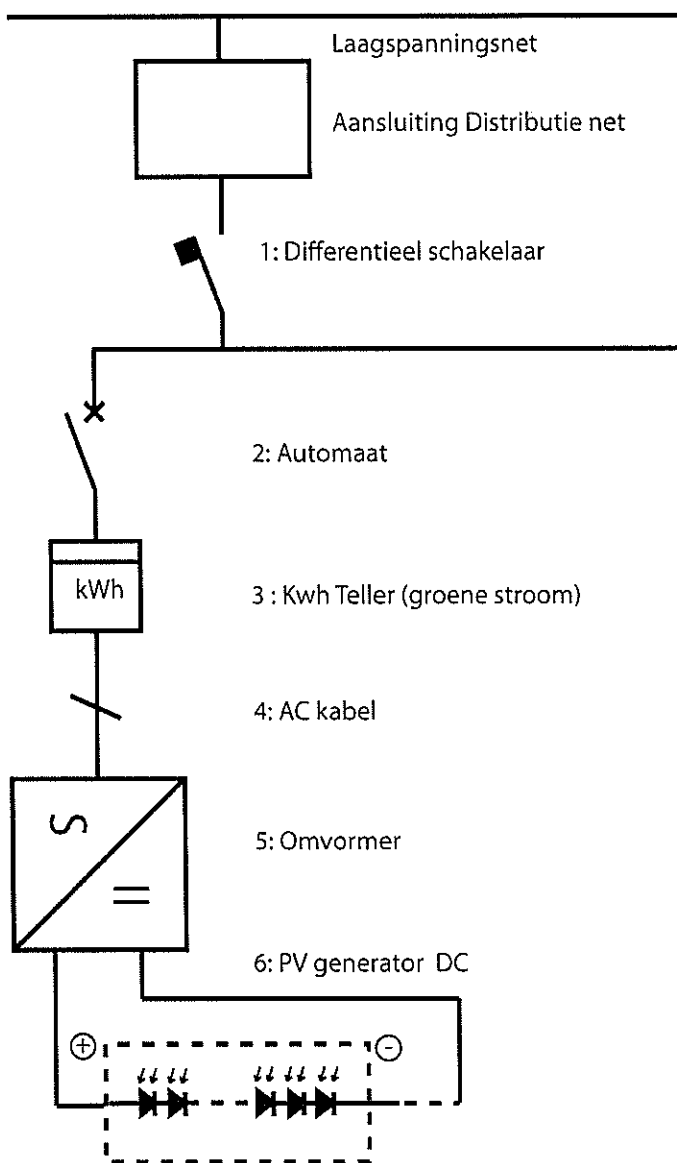 Laagspanningsnet
Aansluiting Distributie net
1: Differentieel schakelaar
2: Automaat
kWh
3 : Kwh Teller (groene stroom)
4: AC kabel
5: Omvormer
6: PV generator DC
+
-